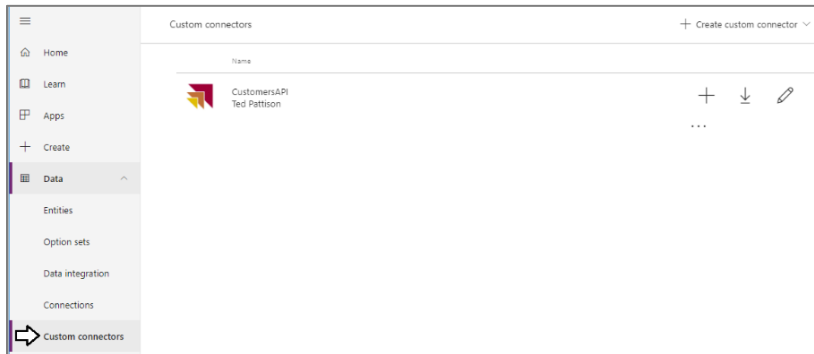 Custom connectors
Create custom connector
Name
Home
Learn
CustomersAPI
Ted Pattison
Apps
Create
Data
Entities
Option sets
Data integration
Connections
Custom connectors